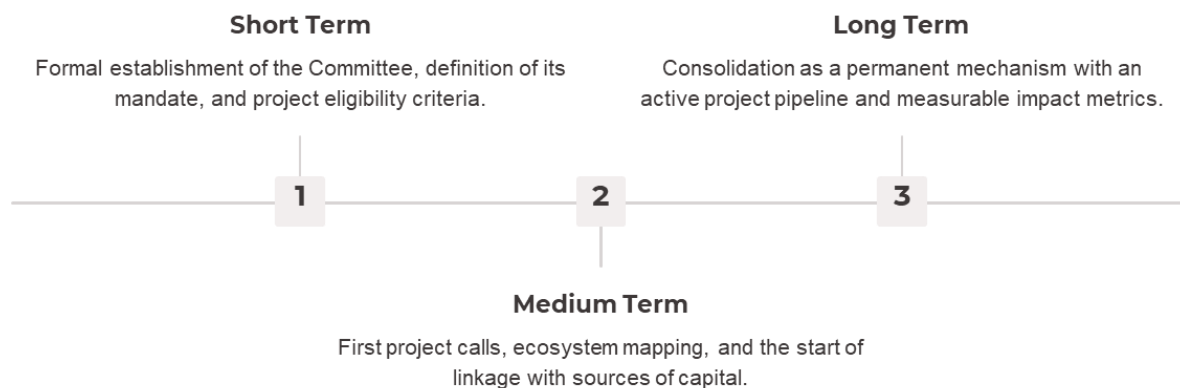 Short Term
Formal establishment of the Committee, definition of its
mandate, and project eligibility criteria.
Long Term
Consolidation as a permanent mechanism with an
active project pipeline and measurable impact metrics.
1
2
3
Medium Term
First project calls, ecosystem mapping, and the start of
linkage with sources of capital.